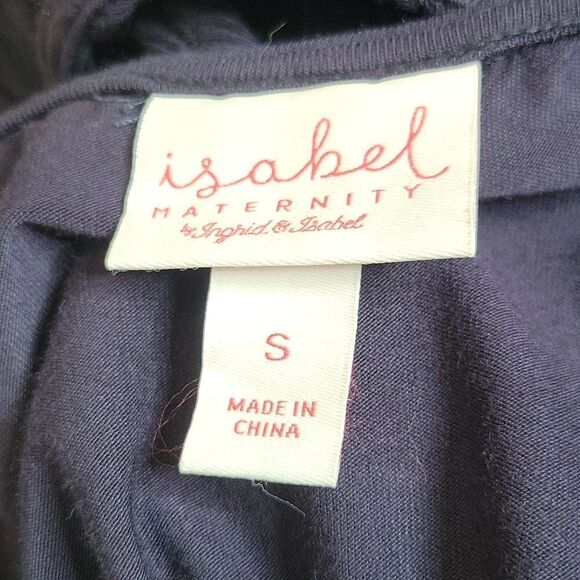 isabel
MATERNITY
by Ingrid & Isabel
S
MADE IN
CHINA